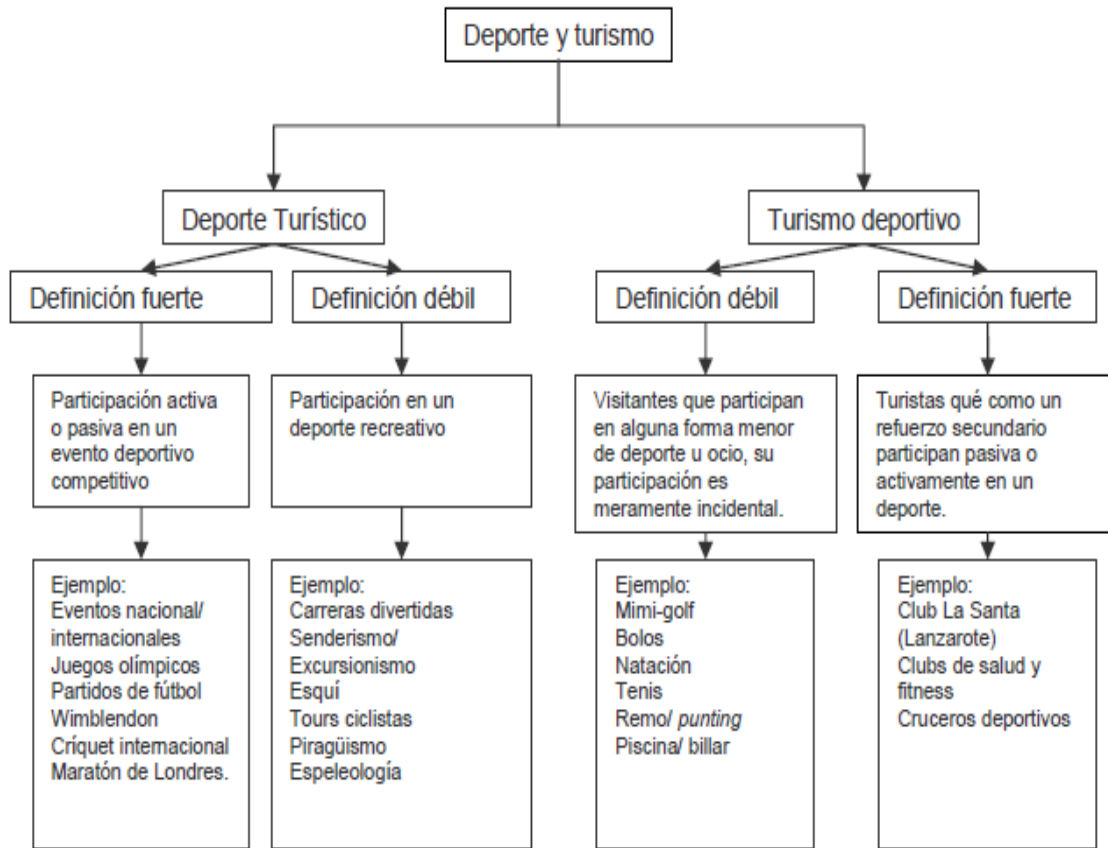 Deporte y turismo
Deporte Turístico
Turismo deportivo
Definición fuerte
Definición débil
Definición débil
Definición fuerte
Participación activa
o pasiva en un
evento deportivo
competitivo
Participación en un
deporte recreativo
Visitantes que participan
en alguna forma menor
de deporte u ocio, su
participación es
meramente incidental.
Turistas qué como un
refuerzo secundario
participan pasiva o
activamente en un
deporte.
Ejemplo:
Eventos nacional/
internacionales
Juegos olímpicos
Partidos de fútbol
Wimblendon
Críquet internacional
Maratón de Londres.
Ejemplo:
Carreras divertidas
Senderismo/
Excursionismo
Esquí
Tours ciclistas
Piragüismo
Espeleología
Ejemplo:
Mimi-golf
Bolos
Natación
Tenis
Remo/ punting
Piscina/ billar
Ejemplo:
Club La Santa
(Lanzarote)
Clubs de salud y
fitness
Cruceros deportivos